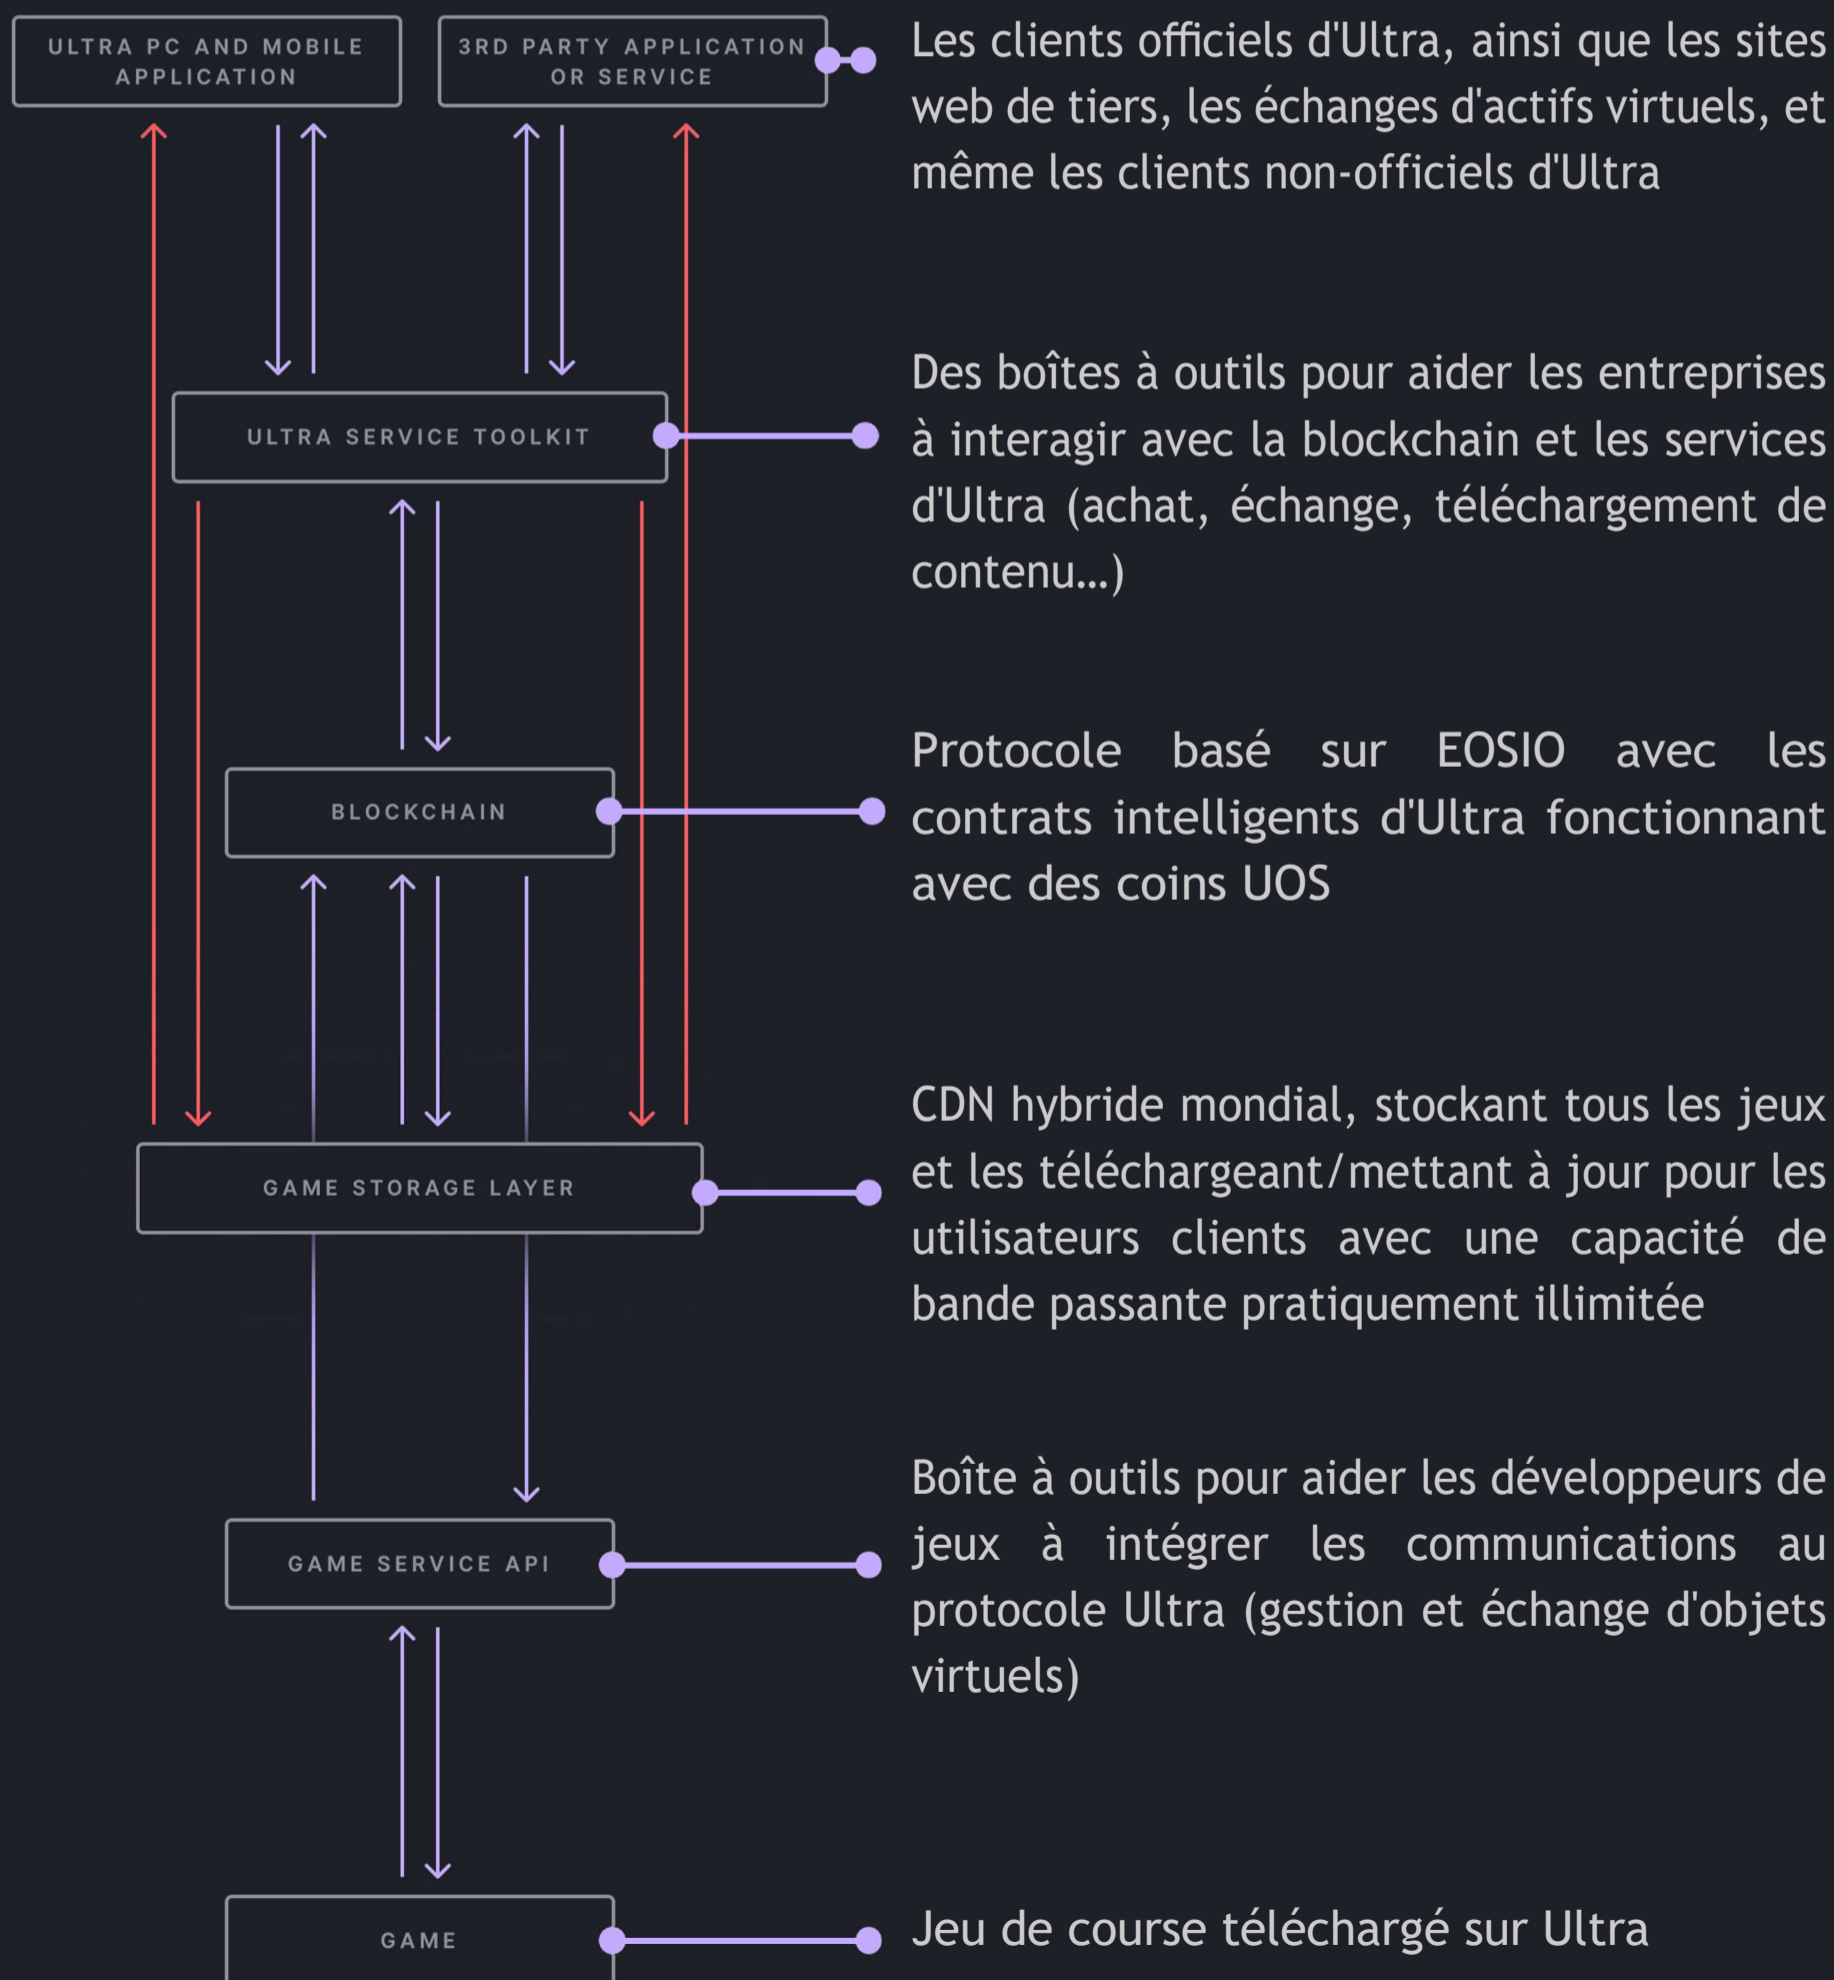 ULTRA PC AND MOBILE
APPLICATION
3RD PARTY APPLICATION
OR SERVICE
Les clients officiels d'Ultra, ainsi que les sites
web de tiers, les échanges d'actifs virtuels, et
même les clients non-officiels d'Ultra
ULTRA SERVICE TOOLKIT
Des boîtes à outils pour aider les entreprises
à interagir avec la blockchain et les services
d'Ultra (achat, échange, téléchargement de
contenu...)
BLOCKCHAIN
Protocole basé sur EOSIO avec les
contrats intelligents d'Ultra fonctionnant
avec des coins UOS
GAME STORAGE LAYER
CDN hybride mondial, stockant tous les jeux
et les téléchargeant/mettant à jour pour les
utilisateurs clients avec une capacité de
bande passante pratiquement illimitée
GAME SERVICE API
Boîte à outils pour aider les développeurs de
jeux à intégrer les communications au
protocole Ultra (gestion et échange d'objets
virtuels)
GAME
Jeu de course téléchargé sur Ultra